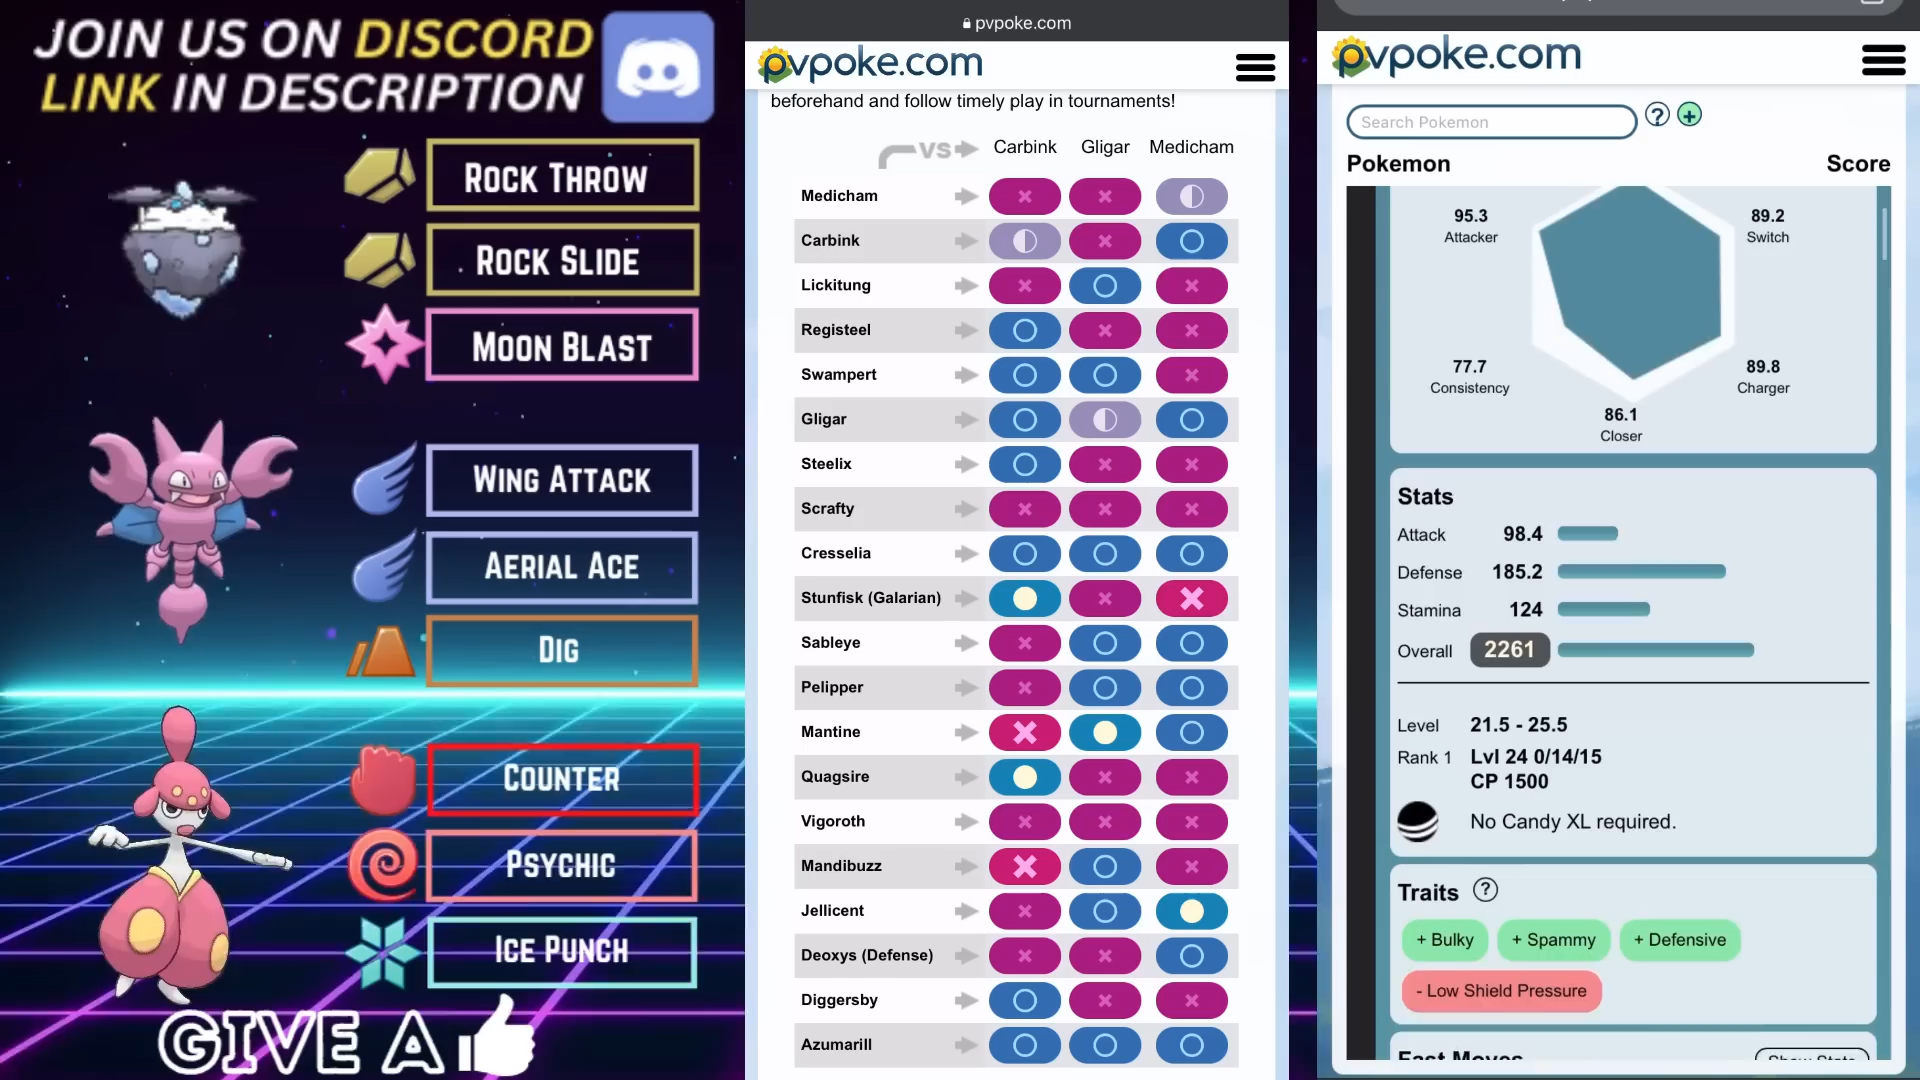 JOIN US ON DISCORD
LINK IN DESCRIPTION
ROCK THROW
ROCK SLIDE
MOON BLAST
WING ATTACK
AERIAL ACE
DIG
COUNTER
PSYCHIC
ICE PUNCH
GIVE A
pvpoke.com
pvpoke.com
beforehand and follow timely play in tournaments!
VS Carbink Gligar Medicham
Medicham
Carbink
Lickitung
Registeel
Swampert
Gligar
Steelix
Scrafty
Cresselia
Stunfisk (Galarian)
Sableye
Pelipper
Mantine
Quagsire
Vigoroth
Mandibuzz
Jellicent
Deoxys (Defense)
Diggersby
Azumarill
pvpoke.com
Search Pokemon ? +
Pokemon Score
95.3 89.2
Attacker Switch
77.7 89.8
Consistency Charger
86.1
Closer
Stats
Attack 98.4
Defense 185.2
Stamina 124
Overall 2261
Level 21.5 - 25.5
Rank 1 Lvl 24 0/14/15
CP 1500
No Candy XL required.
Traits ?
+ Bulky + Spammy + Defensive
- Low Shield Pressure
Fast Moves Show Stats